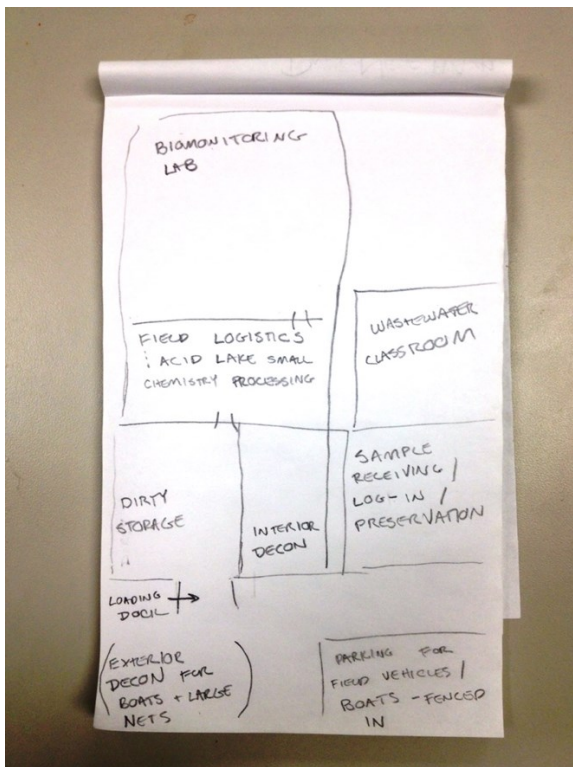 BIOMONITORING
LAB
FIELD LOGISTICS
: ACID LAKE SMALL
CHEMISTRY PROCESSING
WASTEWATER
CLASSROOM
DIRTY
STORAGE
INTERIOR
DECON
SAMPLE
RECEIVING /
LOG-IN /
PRESERVATION
LOADING
DOCK
(EXTERIOR
DECON FOR
BOATS + LARGE
NETS)
PARKING FOR
FIELD VEHICLES /
BOATS - FENCED
IN